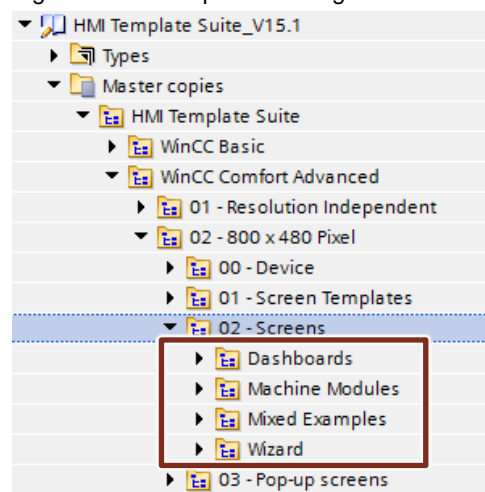 HMI Template Suite_V15.1
Types
Master copies
HMI Template Suite
WinCC Basic
WinCC Comfort Advanced
01 - Resolution Independent
02 - 800 x 480 Pixel
00 - Device
01 - Screen Templates
02 - Screens
Dashboards
Machine Modules
Mixed Examples
Wizard
03 - Pop-up screens